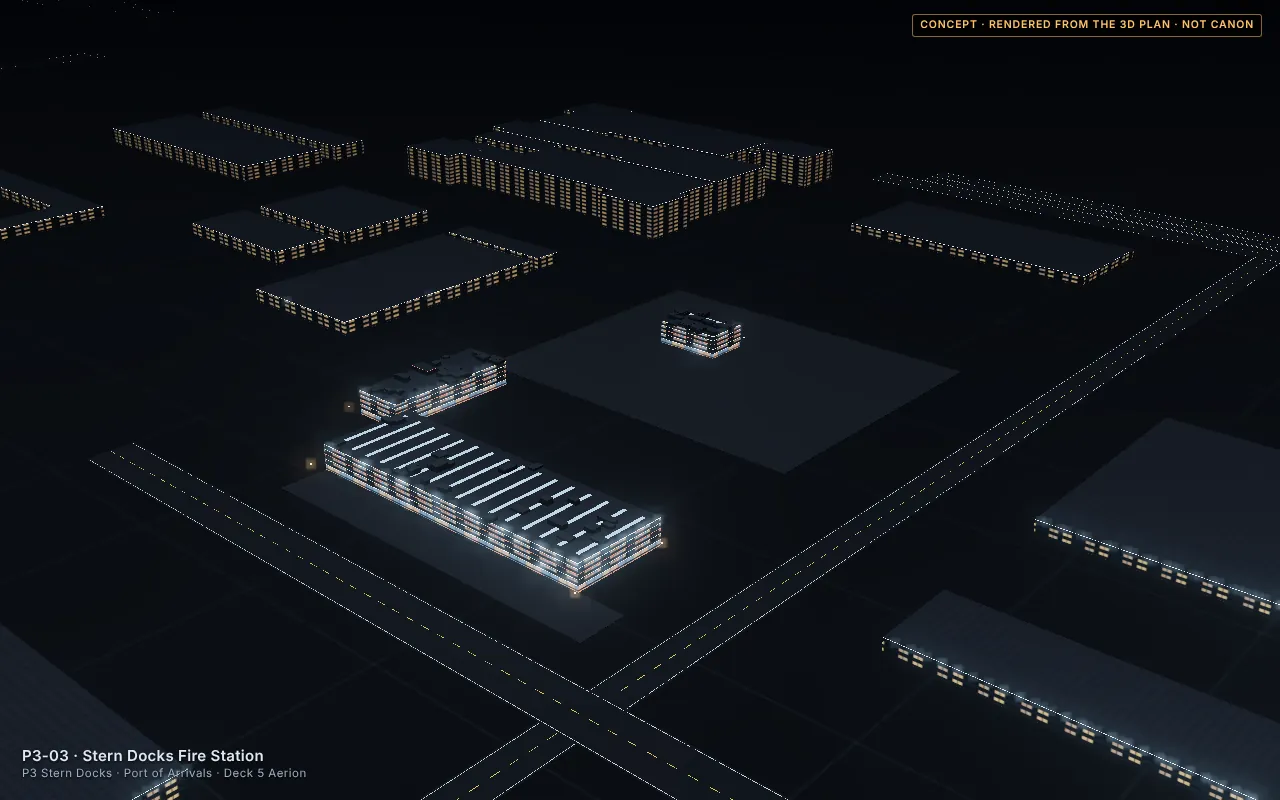 CONCEPT · RENDERED FROM THE 3D PLAN · NOT CANON
P3-03 · Stern Docks Fire Station
P3 Stern Docks · Port of Arrivals · Deck 5 Aerion